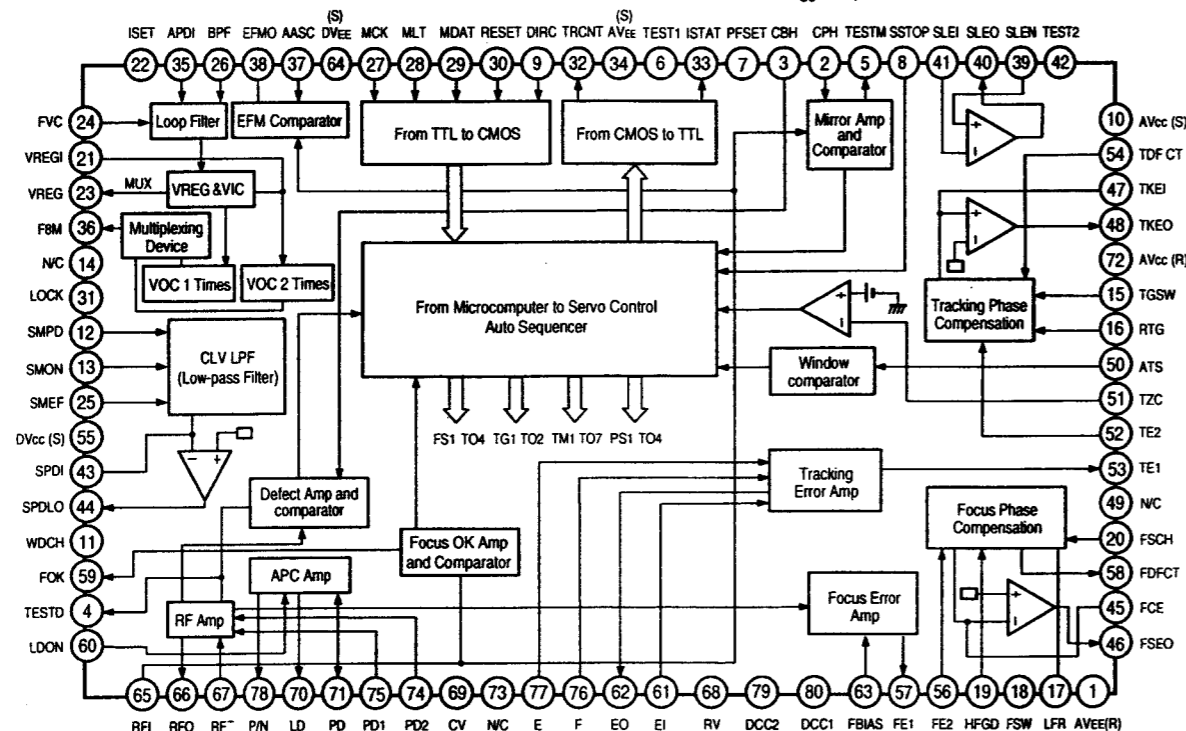 (S) (S)
ISET APDI BPF EFMO AASC DVEE MCK MLT MDAT RESET DIRC TRCNT AVEE TEST1 ISTAT PFSET CBH CPH TESTM SSTOP SLEI SLEO SLEN TEST2
22 35 26 38 37 64 27 28 29 30 9 32 34 6 33 7 3 2 5 8 41 40 39 42
FVC 24
Loop Filter
EFM Comparator
From TTL to CMOS
From CMOS to TTL
Mirror Amp
and
Comparator
+
−
10 AVcc (S)
VREGI 21
54 TDFCT
VREG 23
MUX
VREG &VIC
47 TKEI
F8M 36
Multiplexing
Device
+
−
48 TKEO
N/C 14
72 AVcc (R)
LOCK 31
VOC 1 Times
VOC 2 Times
From Microcomputer to Servo Control
Auto Sequencer
+
−
Tracking Phase
Compensation
15 TGSW
SMPD 12
16 RTG
SMON 13
CLV LPF
(Low-pass Filter)
Window
comparator
50 ATS
SMEF 25
51 TZC
DVcc (S) 55
FS1 TO4 TG1 TO2 TM1 TO7 PS1 TO4
52 TE2
SPDI 43
− +
Tracking
Error Amp
53 TE1
SPDLO 44
Defect Amp and
comparator
49 N/C
WDCH 11
Focus Phase
Compensation
20 FSCH
FOK 59
Focus OK Amp
and Comparator
58 FDFCT
TESTD 4
APC Amp
RF Amp
Focus Error
Amp
+
−
45 FCE
LDON 60
46 FSEO
65 66 67 78 70 71 75 74 69 73 77 76 62 61 68 79 80 63 57 56 19 18 17 1
RFI RFO RF− P/N LD PD PD1 PD2 CV N/C E F EO EI RV DCC2 DCC1 FBIAS FE1 FE2 HFGD FSW LFR AVEE(R)